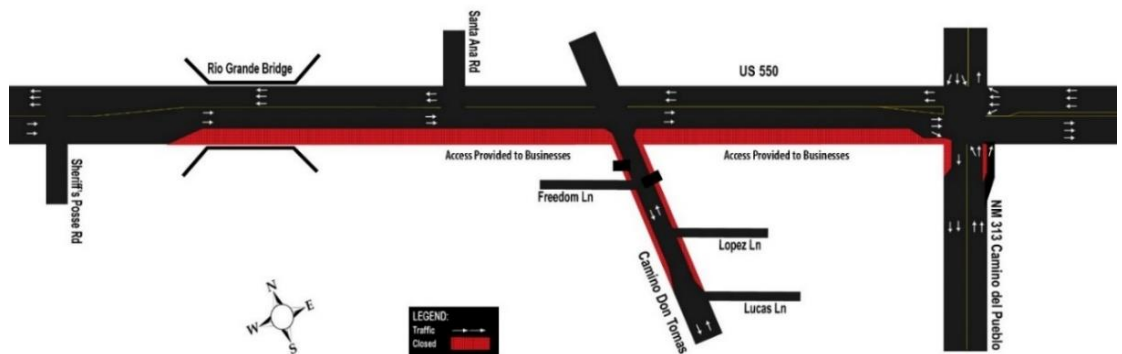 Santa Ana Rd
Rio Grande Bridge
US 550
Access Provided to Businesses
Access Provided to Businesses
Sheriff's Posse Rd
Freedom Ln
Lopez Ln
Lucas Ln
Camino Don Tomas
NM 313 Camino del Pueblo
N
W
E
S
LEGEND:
Traffic
Closed